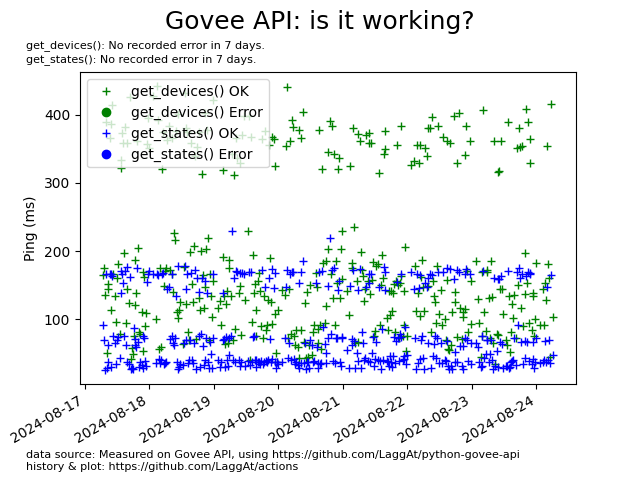 Govee API: is it working?
get_devices(): No recorded error in 7 days.
get_states(): No recorded error in 7 days.
get_devices() OK
get_devices() Error
get_states() OK
get_states() Error
Ping (ms)
400
300
200
100
2024-08-17
2024-08-18
2024-08-19
2024-08-20
2024-08-21
2024-08-22
2024-08-23
2024-08-24
data source: Measured on Govee API, using https://github.com/LaggAt/python-govee-api
history & plot: https://github.com/LaggAt/actions